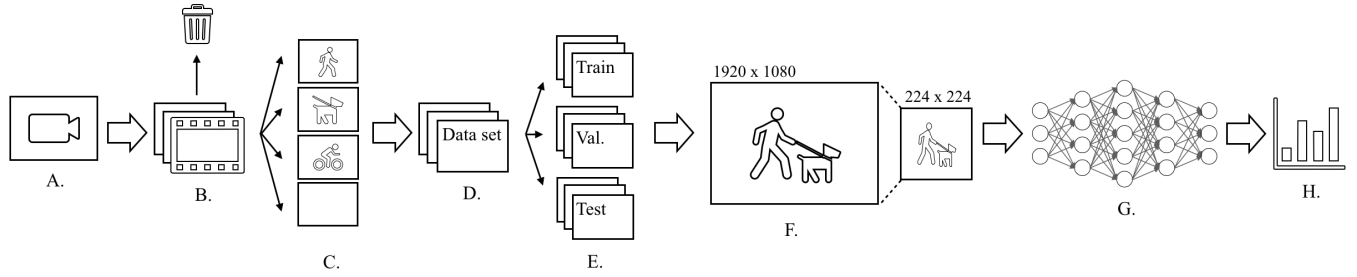 A.
B.
C.
Data set
D.
Train
Val.
Test
E.
1920 x 1080
224 x 224
F.
G.
H.